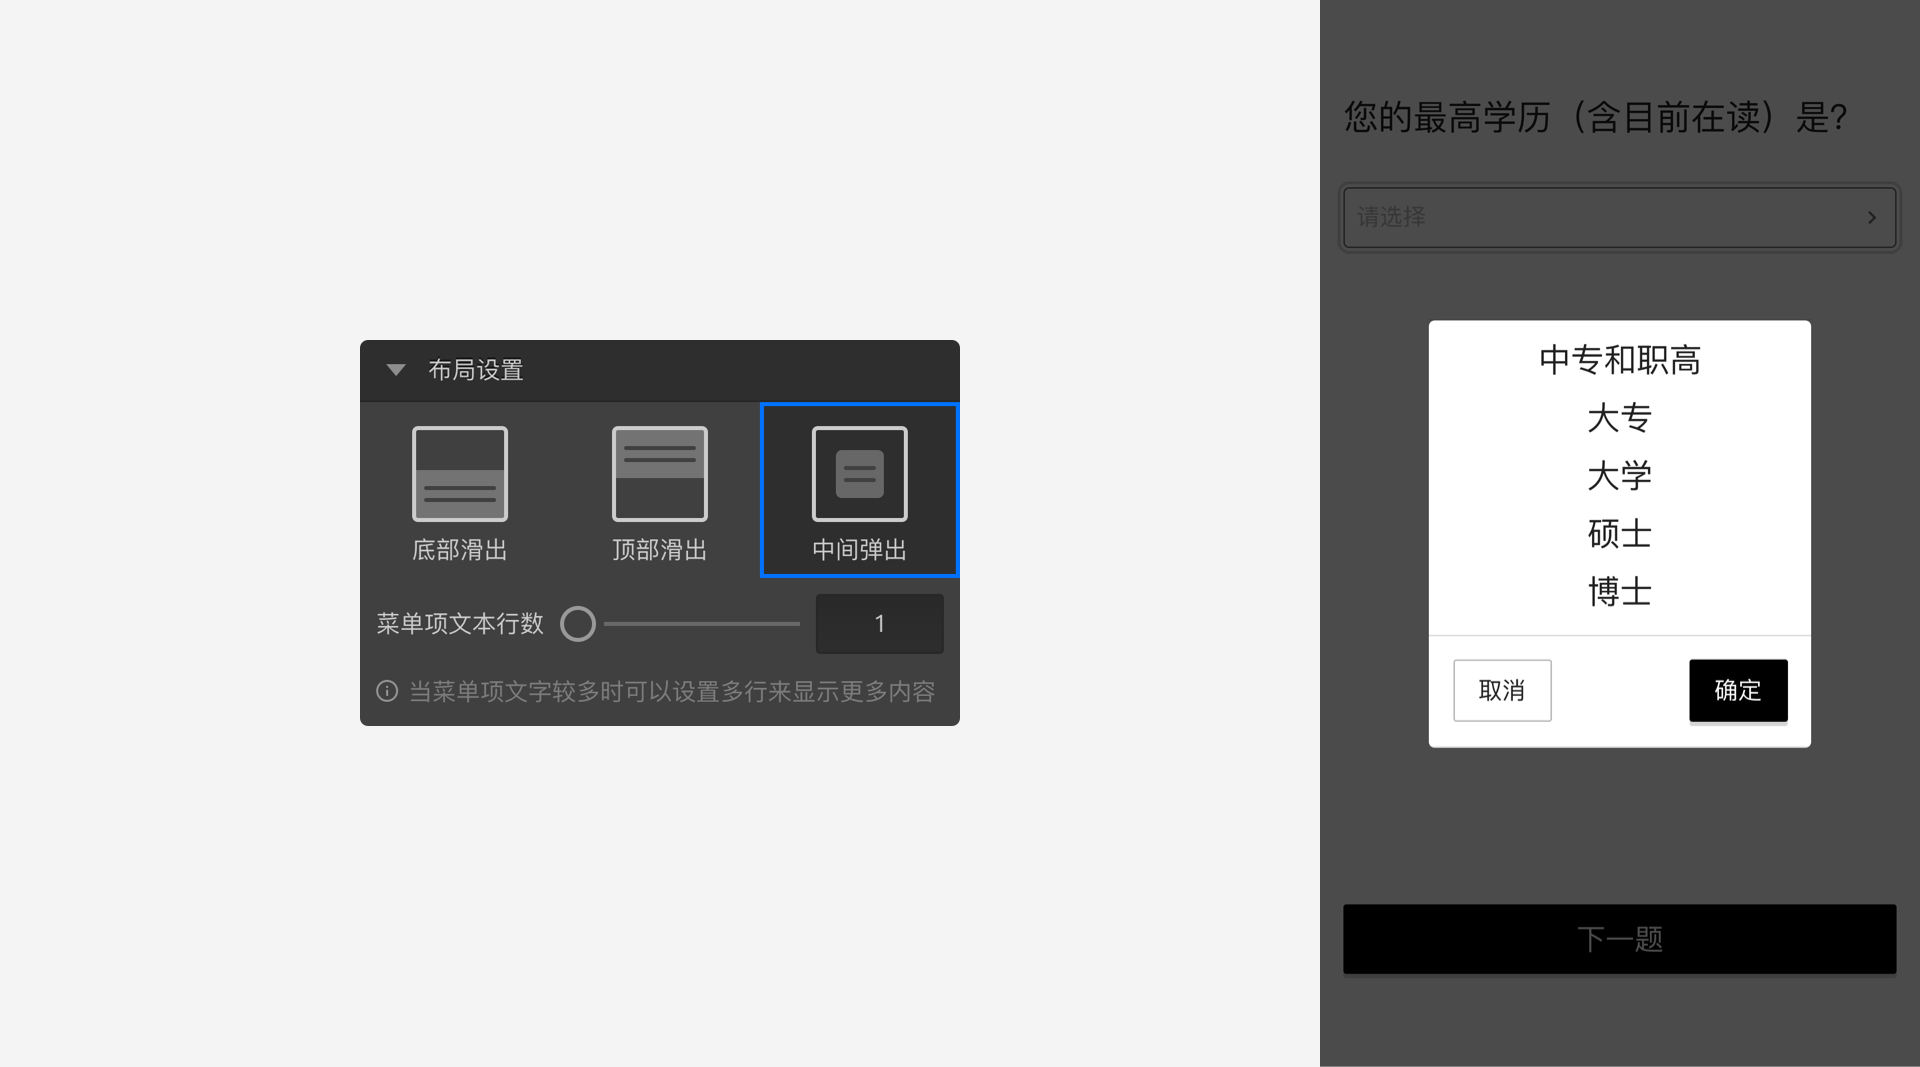 布局设置
底部滑出
顶部滑出
中间弹出
菜单项文本行数
1
当菜单项文字较多时可以设置多行来显示更多内容
您的最高学历（含目前在读）是?
请选择
中专和职高
大专
大学
硕士
博士
取消
确定
下一题